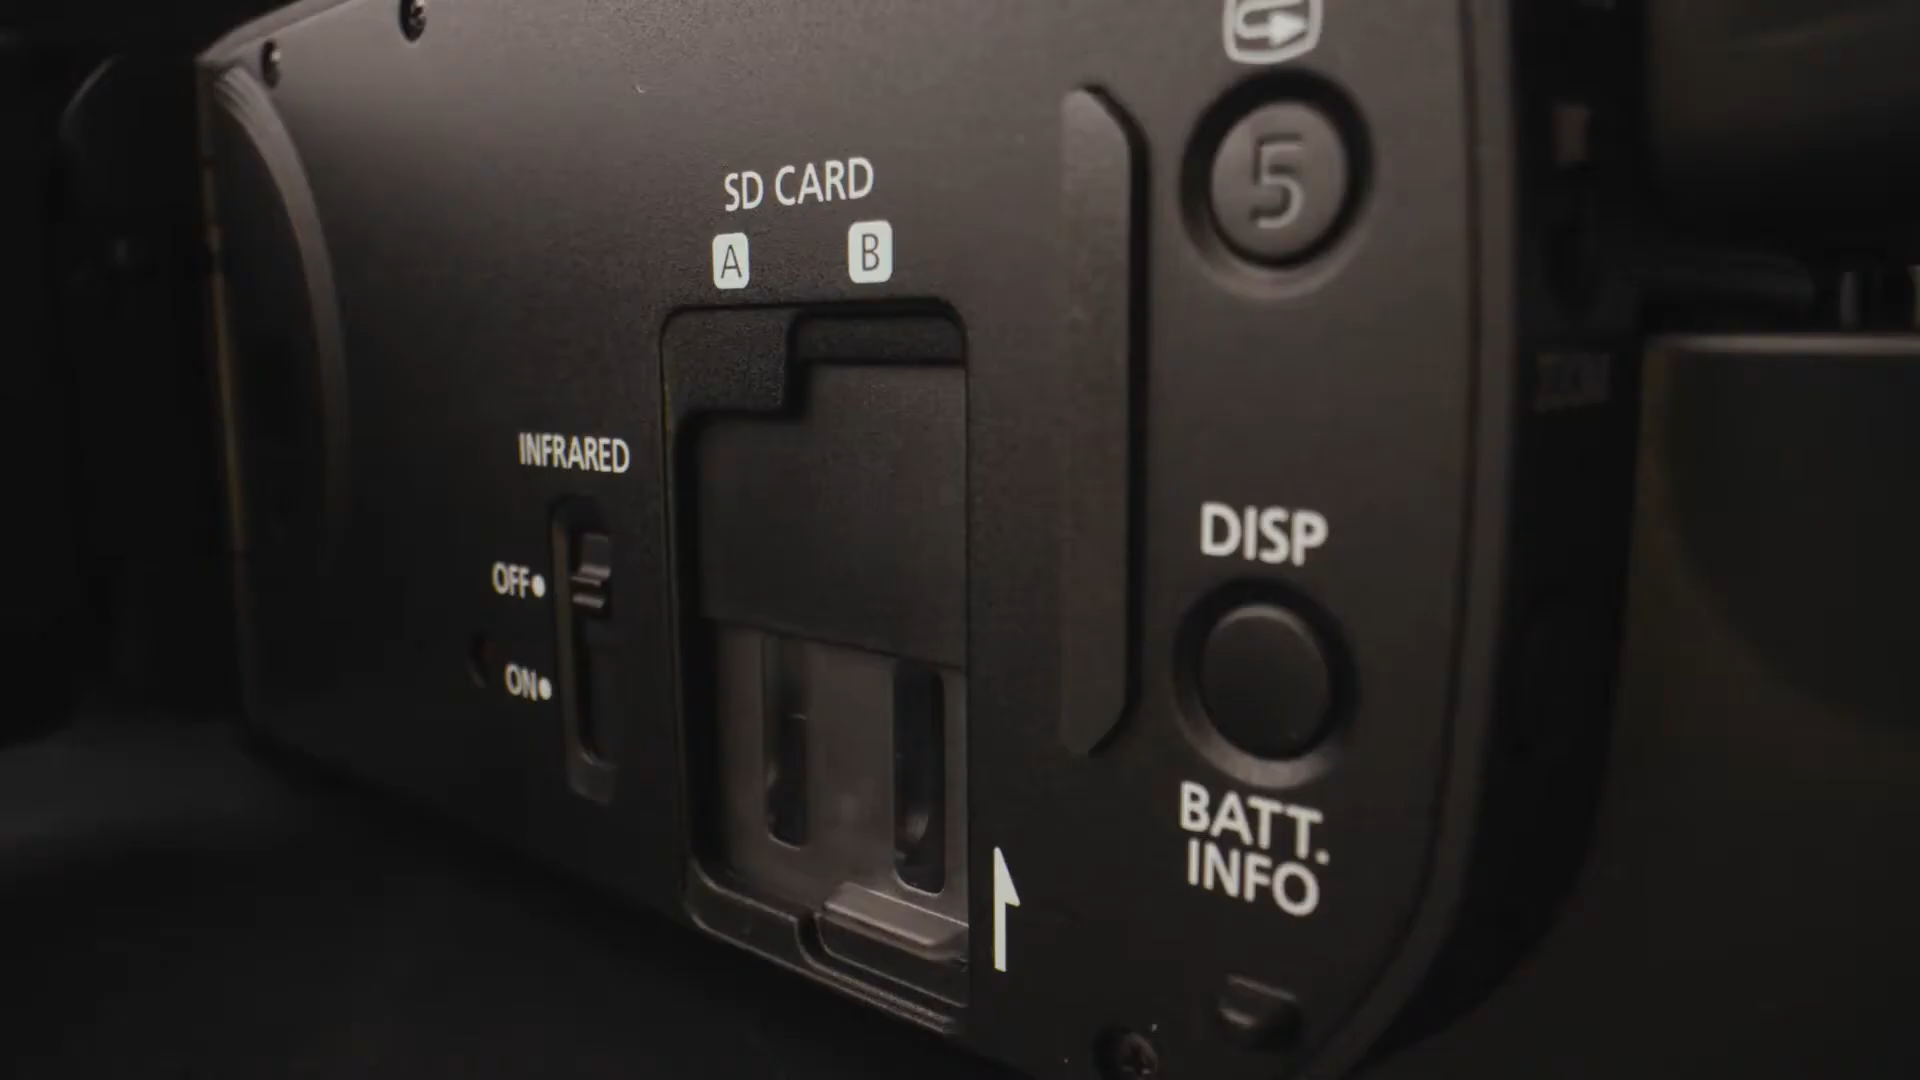 5
SD CARD
A B
INFRARED
OFF
ON
DISP
BATT.
INFO